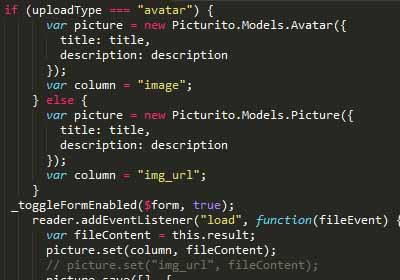 if (uploadType === "avatar") {
var picture = new Picturito.Models.Avatar({
title: title,
description: description
});
var column = "image";
} else {
var picture = new Picturito.Models.Picture({
title: title,
description: description
});
var column = "img_url";
}
_toggleFormEnabled($form, true);
reader.addEventListener("load", function(fileEvent) {
var fileContent = this.result;
picture.set(column, fileContent);
// picture.set("img_url", fileContent);